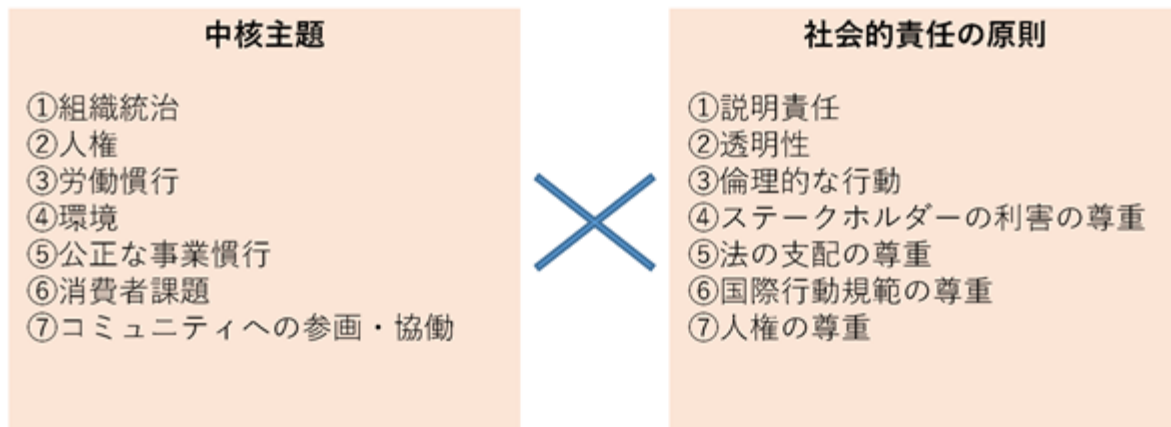 中核主題
①組織統治
②人権
③労働慣行
④環境
⑤公正な事業慣行
⑥消費者課題
⑦コミュニティへの参画・協働
社会的責任の原則
①説明責任
②透明性
③倫理的な行動
④ステークホルダーの利害の尊重
⑤法の支配の尊重
⑥国際行動規範の尊重
⑦人権の尊重